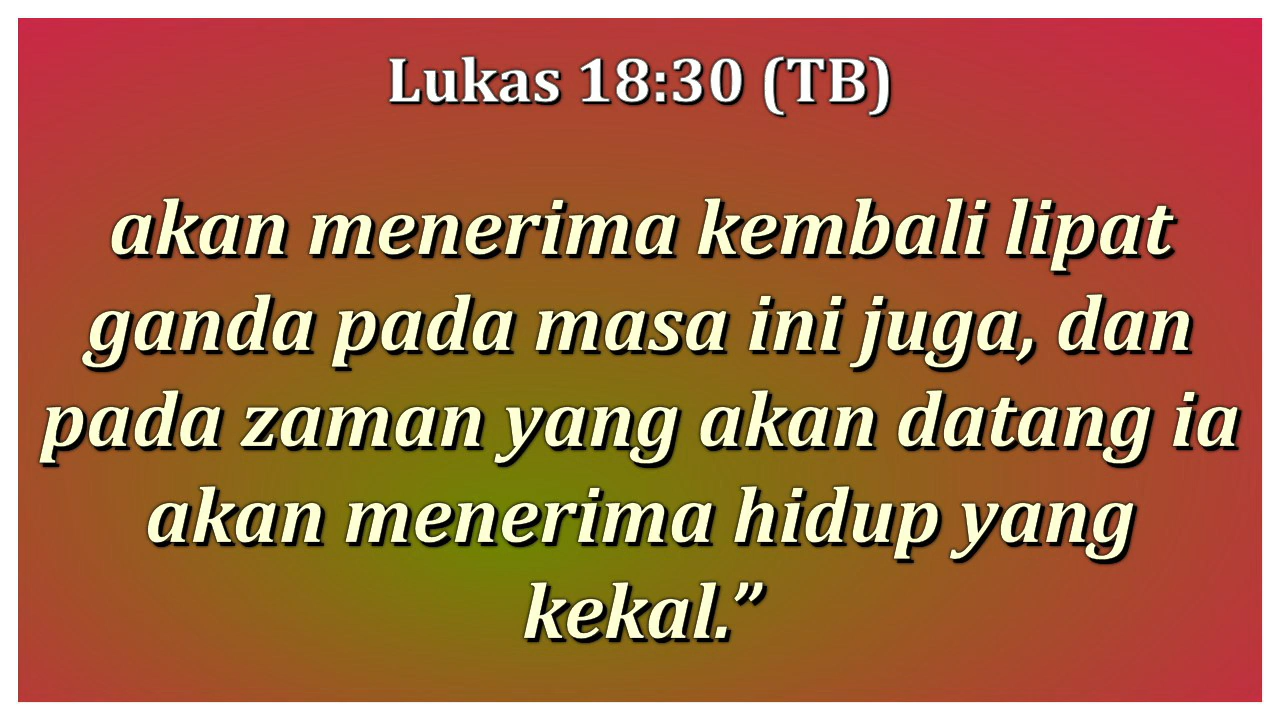 Lukas 18:30 (TB)
akan menerima kembali lipat
ganda pada masa ini juga, dan
pada zaman yang akan datang ia
akan menerima hidup yang
kekal.”